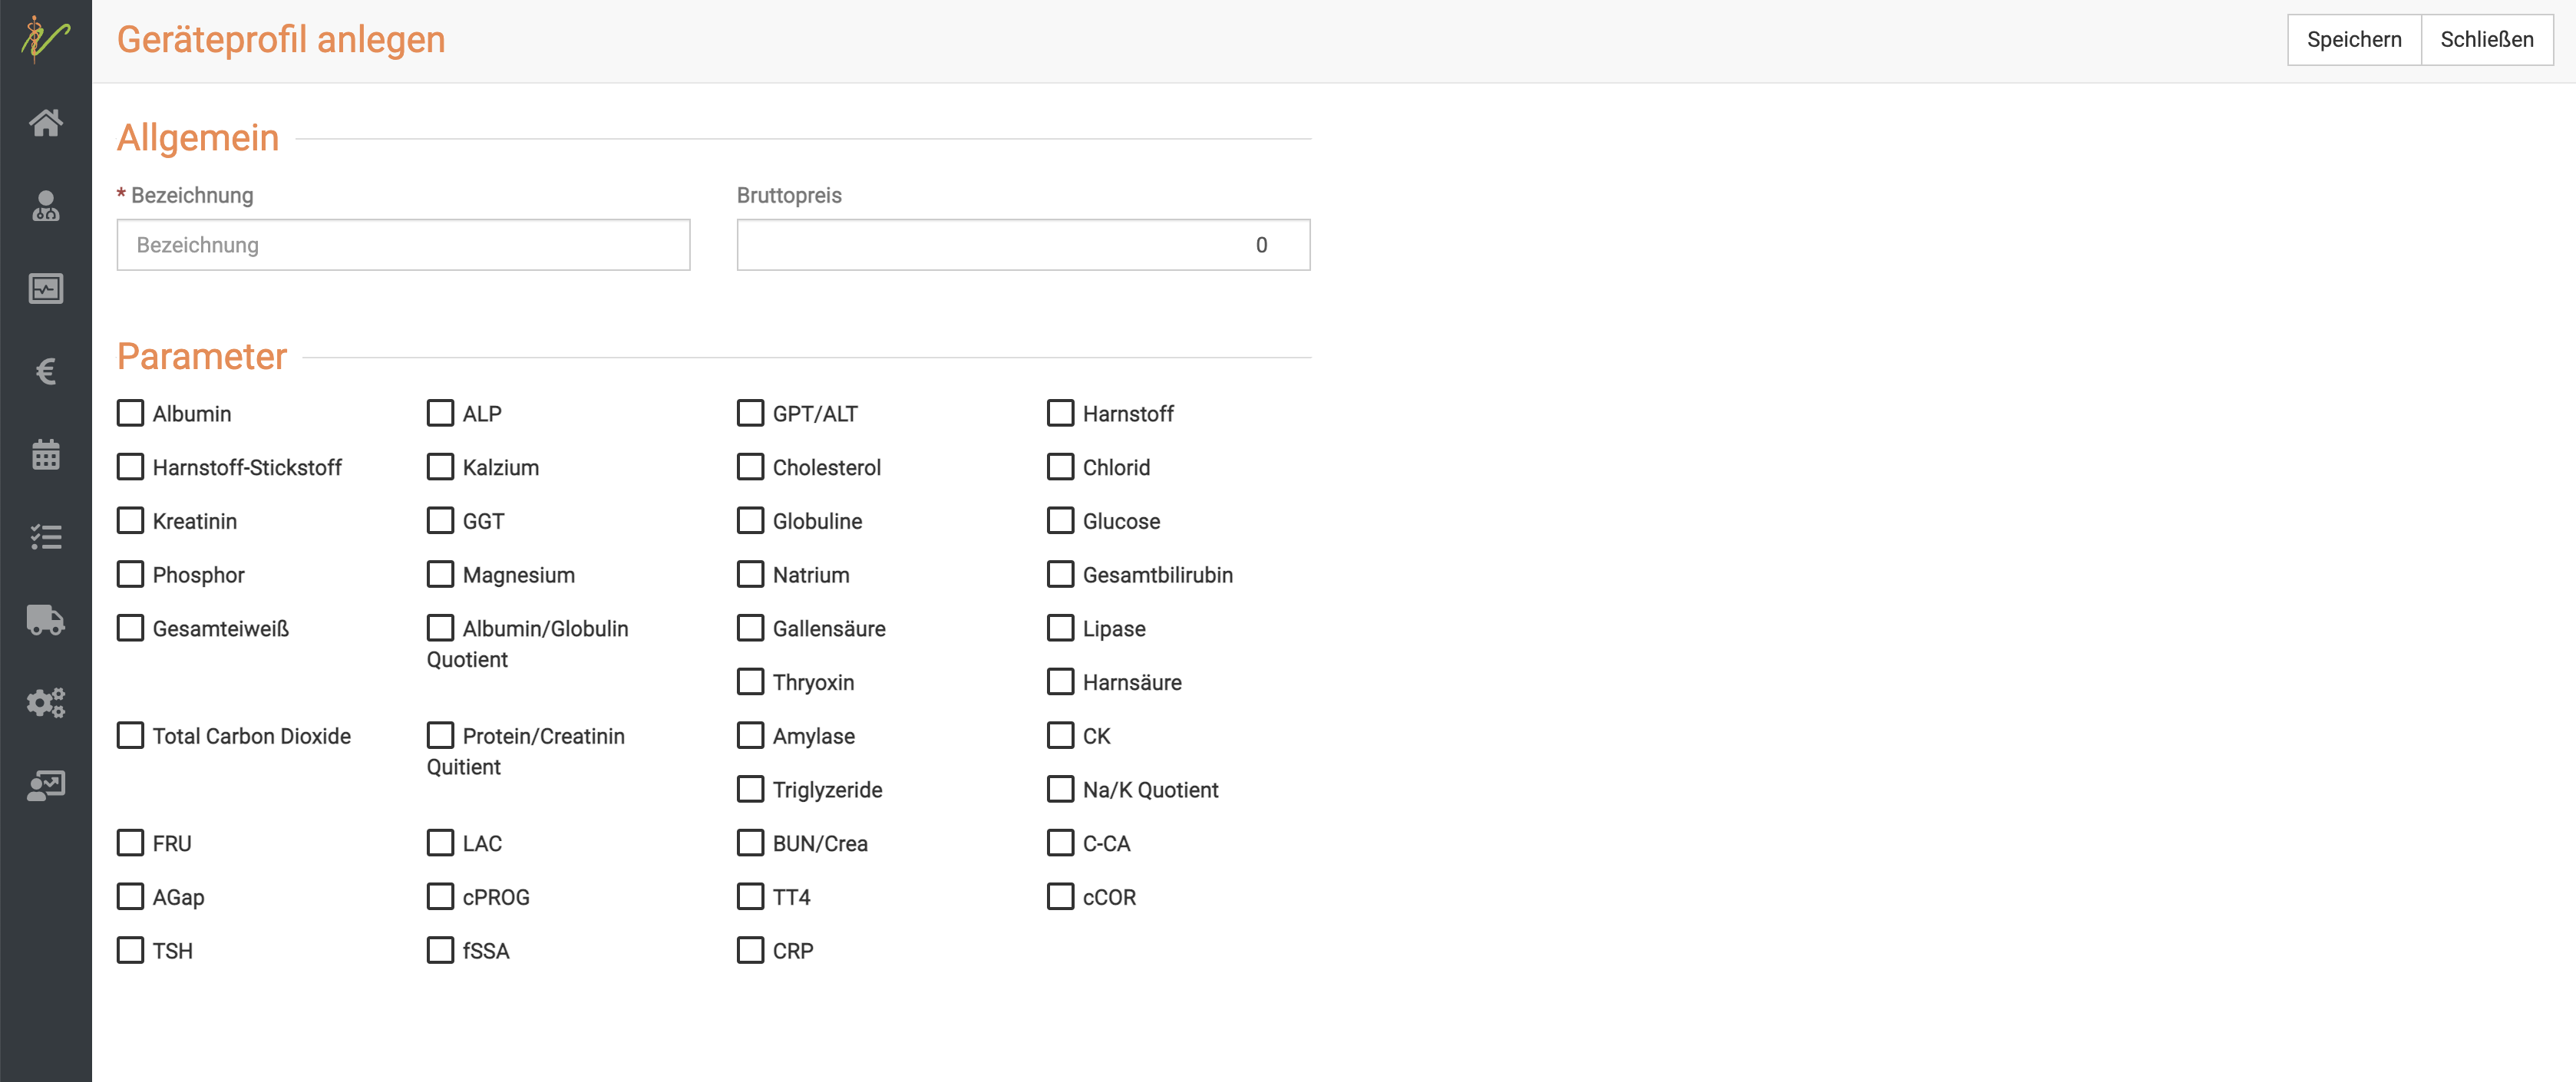 Geräteprofil anlegen
Speichern
Schließen
Allgemein
* Bezeichnung
Bruttopreis
Bezeichnung
0
Parameter
Albumin
ALP
GPT/ALT
Harnstoff
Harnstoff-Stickstoff
Kalzium
Cholesterol
Chlorid
Kreatinin
GGT
Globuline
Glucose
Phosphor
Magnesium
Natrium
Gesamtbilirubin
Gesamteiweiß
Albumin/Globulin
Quotient
Gallensäure
Lipase
Thryoxin
Harnsäure
Total Carbon Dioxide
Protein/Creatinin
Quitient
Amylase
CK
Triglyzeride
Na/K Quotient
FRU
LAC
BUN/Crea
C-CA
AGap
cPROG
TT4
cCOR
TSH
fSSA
CRP